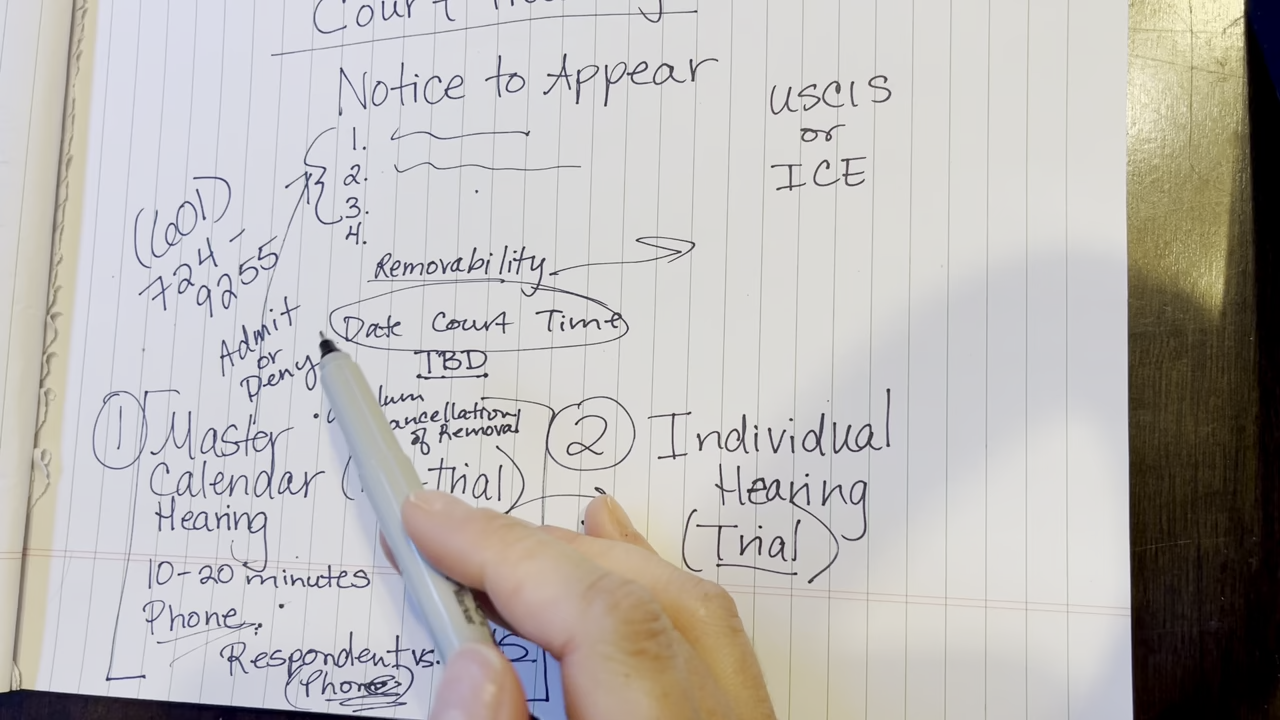 Court
Notice to Appear
USCIS
or
ICE
1.
2.
3.
4.
(601)
724-
9255
Removability
Date Court Time
TBD
Admit
or
Deny
1 Master
Calendar
Hearing
of Removal
trial)
10-20 minutes
Phone
Respondent vs.
(Phone)
2 Individual
Hearing
(Trial)